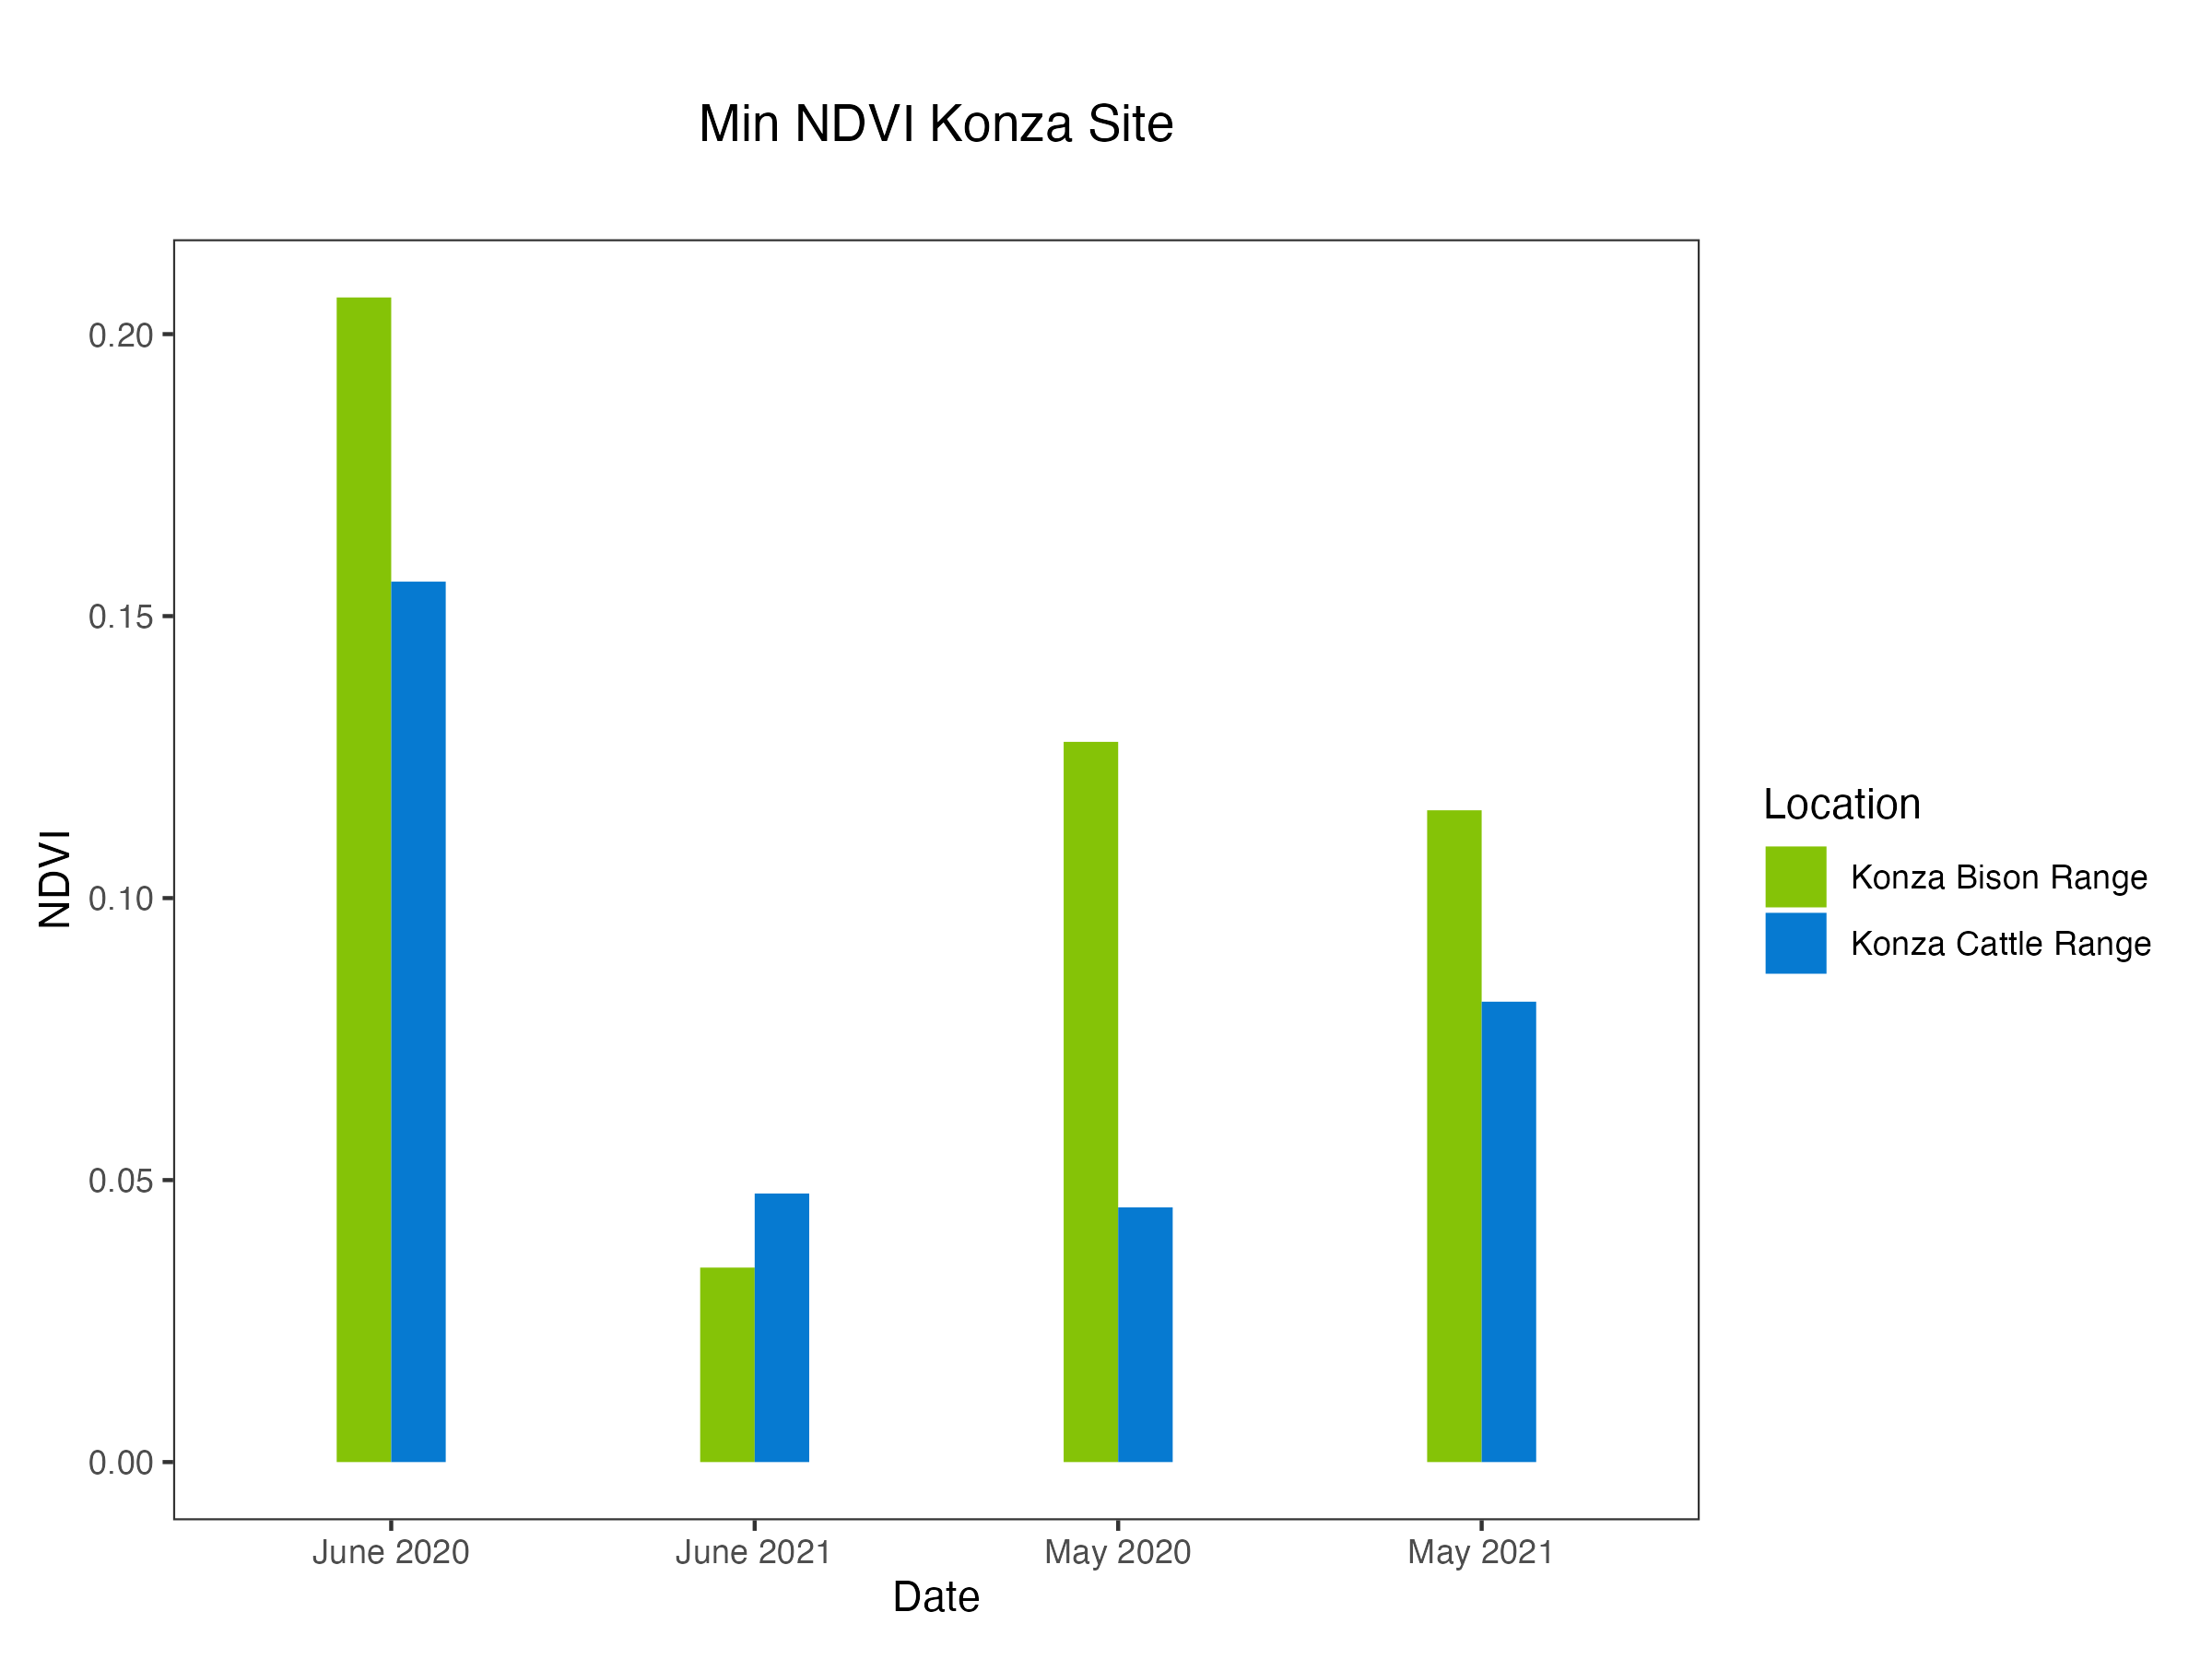 Min NDVI Konza Site
NDVI
0.20
0.15
0.10
0.05
0.00
June 2020
June 2021
May 2020
May 2021
Date
Location
Konza Bison Range
Konza Cattle Range